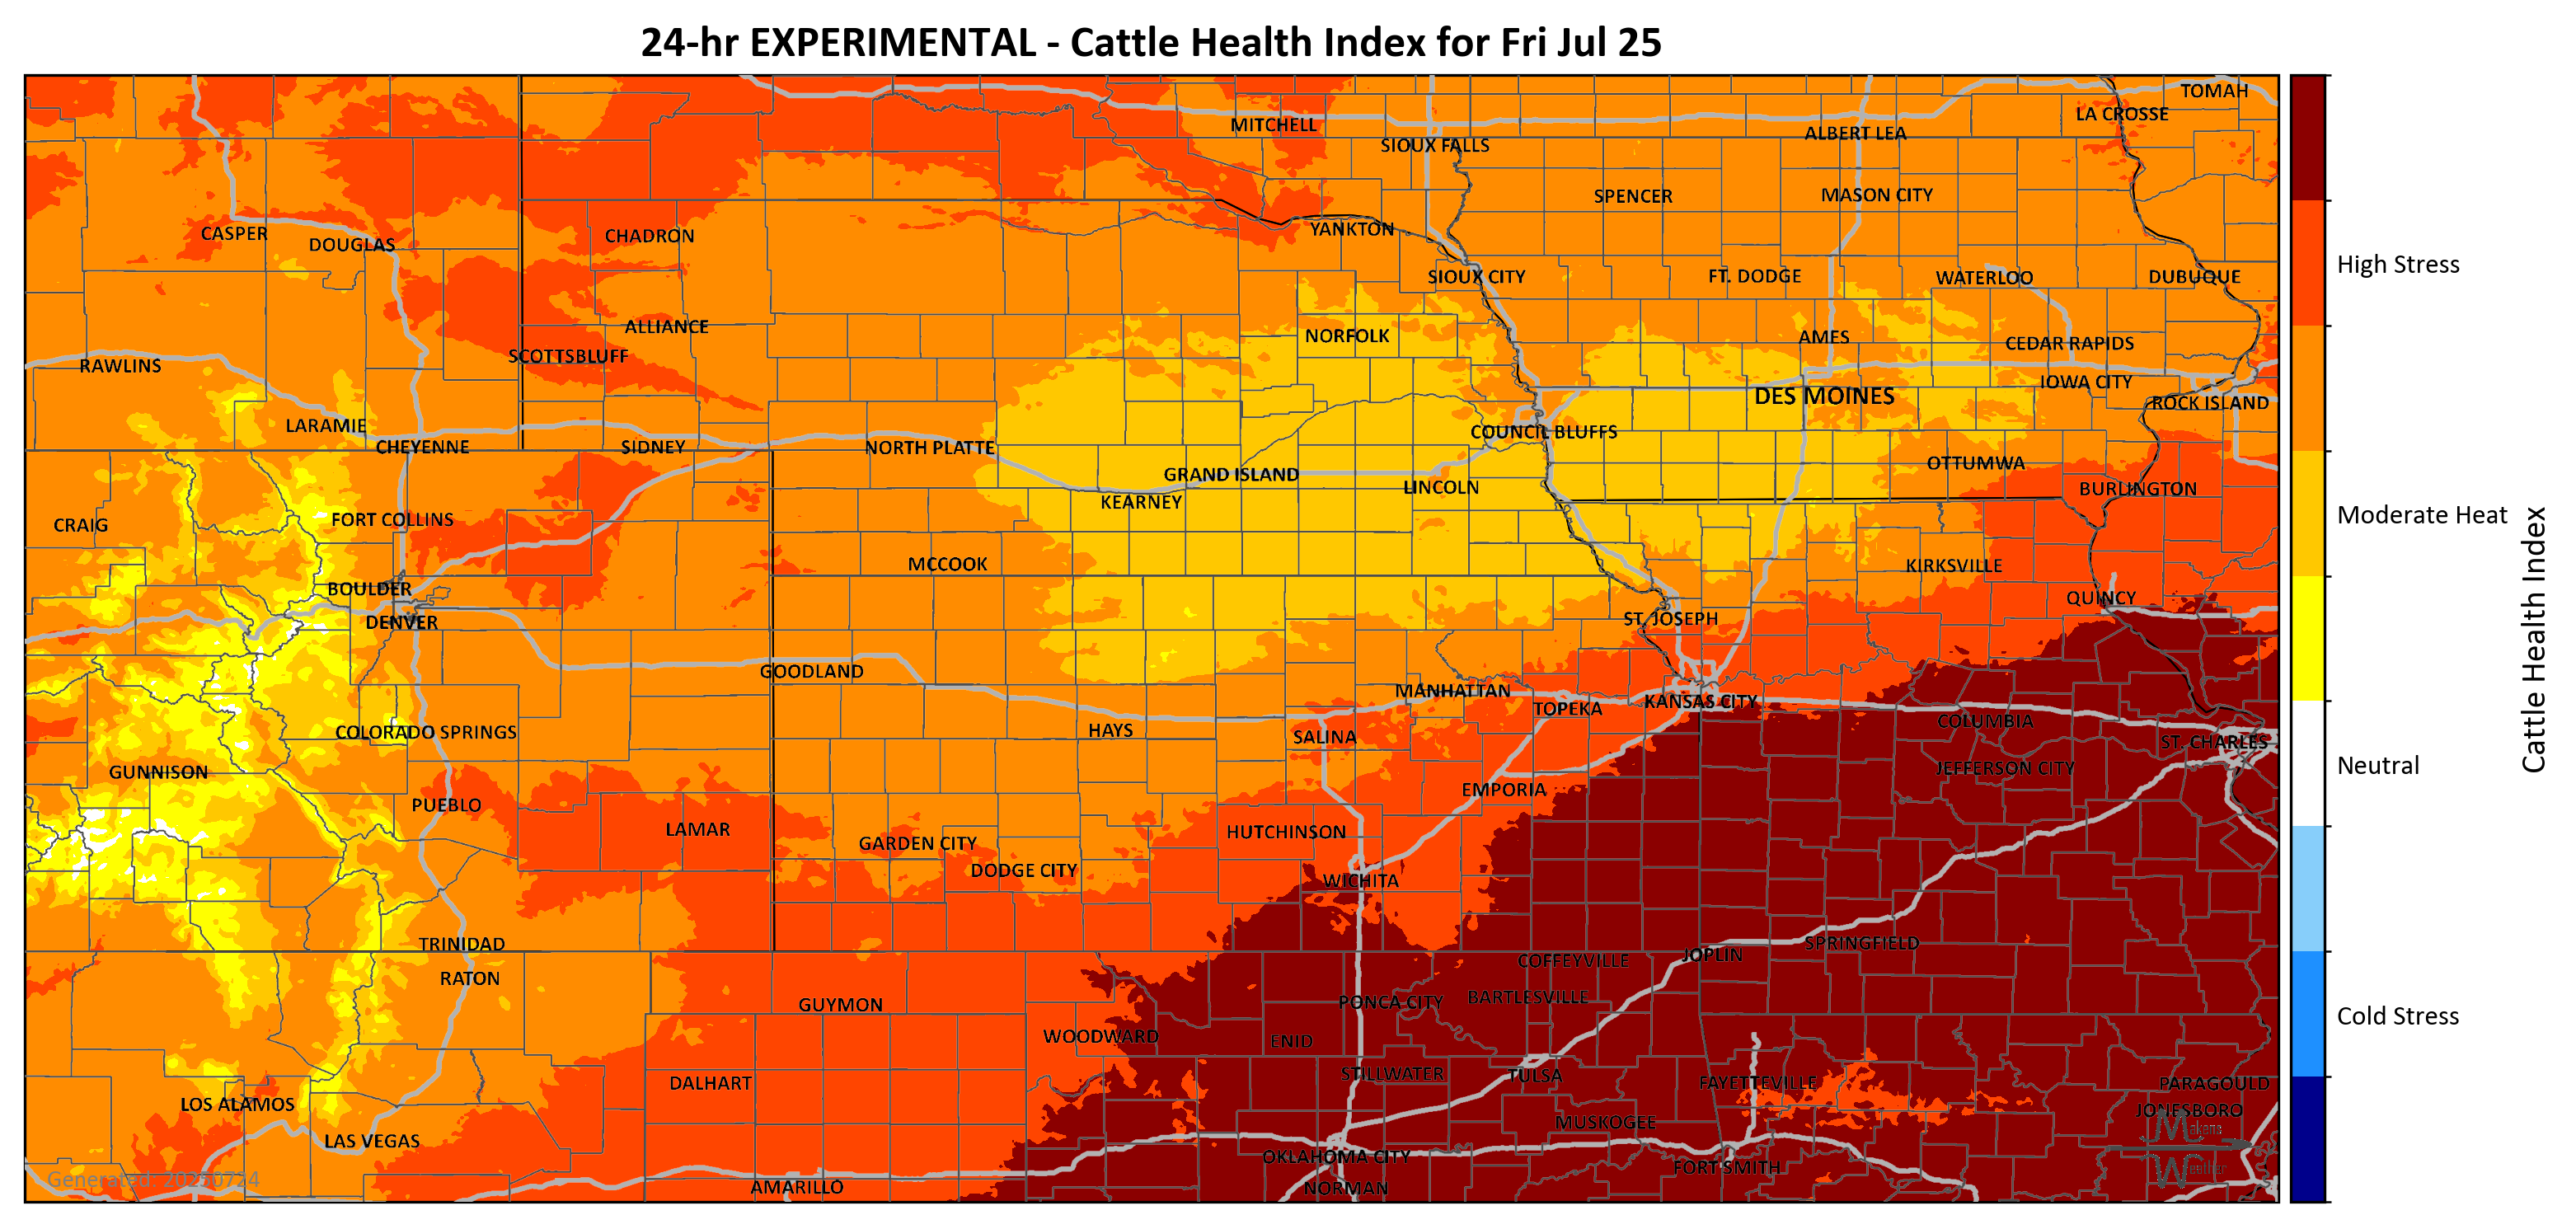 24-hr EXPERIMENTAL - Cattle Health Index for Fri Jul 25
TOMAH
LA CROSSE
MITCHELL
ALBERT LEA
SIOUX FALLS
SPENCER
MASON CITY
CASPER
DOUGLAS
CHADRON
YANKTON
SIOUX CITY
FT. DODGE
WATERLOO
DUBUQUE
ALLIANCE
NORFOLK
AMES
CEDAR RAPIDS
SCOTTSBLUFF
RAWLINS
IOWA CITY
DES MOINES
ROCK ISLAND
LARAMIE
COUNCIL BLUFFS
CHEYENNE
SIDNEY
NORTH PLATTE
OTTUMWA
GRAND ISLAND
LINCOLN
BURLINGTON
KEARNEY
CRAIG
FORT COLLINS
MCCOOK
KIRKSVILLE
BOULDER
QUINCY
DENVER
ST. JOSEPH
GOODLAND
MANHATTAN
KANSAS CITY
TOPEKA
COLUMBIA
COLORADO SPRINGS
HAYS
SALINA
ST. CHARLES
GUNNISON
JEFFERSON CITY
EMPORIA
PUEBLO
LAMAR
HUTCHINSON
GARDEN CITY
DODGE CITY
WICHITA
TRINIDAD
SPRINGFIELD
JOPLIN
COFFEYVILLE
RATON
BARTLESVILLE
PONCA CITY
GUYMON
WOODWARD
ENID
STILLWATER
TULSA
DALHART
FAYETTEVILLE
PARAGOULD
LOS ALAMOS
JONESBORO
MUSKOGEE
LAS VEGAS
OKLAHOMA CITY
FORT SMITH
AMARILLO
NORMAN
Generated: 20250724
Makens
Weather
High Stress
Moderate Heat
Neutral
Cold Stress
Cattle Health Index